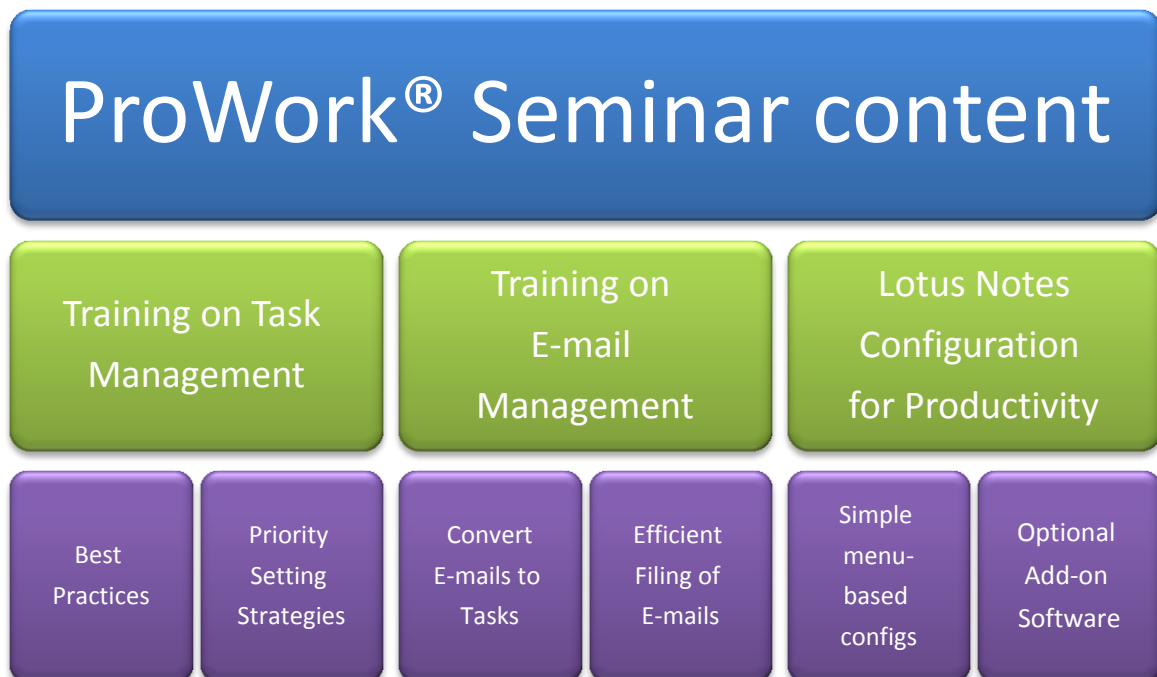 ProWork® Seminar content
Training on Task
Management
Training on
E-mail
Management
Lotus Notes
Configuration
for Productivity
Best
Practices
Priority
Setting
Strategies
Convert
E-mails to
Tasks
Efficient
Filing of
E-mails
Simple
menu-
based
configs
Optional
Add-on
Software